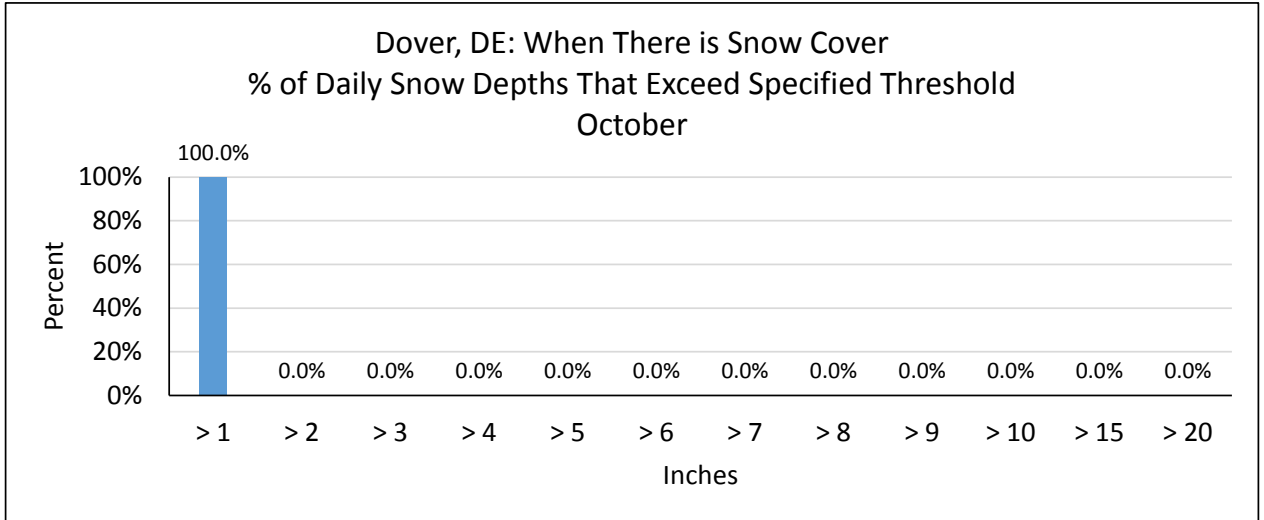 Dover, DE: When There is Snow Cover
% of Daily Snow Depths That Exceed Specified Threshold
October
100.0%
100%
80%
60%
40%
20%
0%
Percent
0.0% 0.0% 0.0% 0.0% 0.0% 0.0% 0.0% 0.0% 0.0% 0.0% 0.0%
> 1 > 2 > 3 > 4 > 5 > 6 > 7 > 8 > 9 > 10 > 15 > 20
Inches